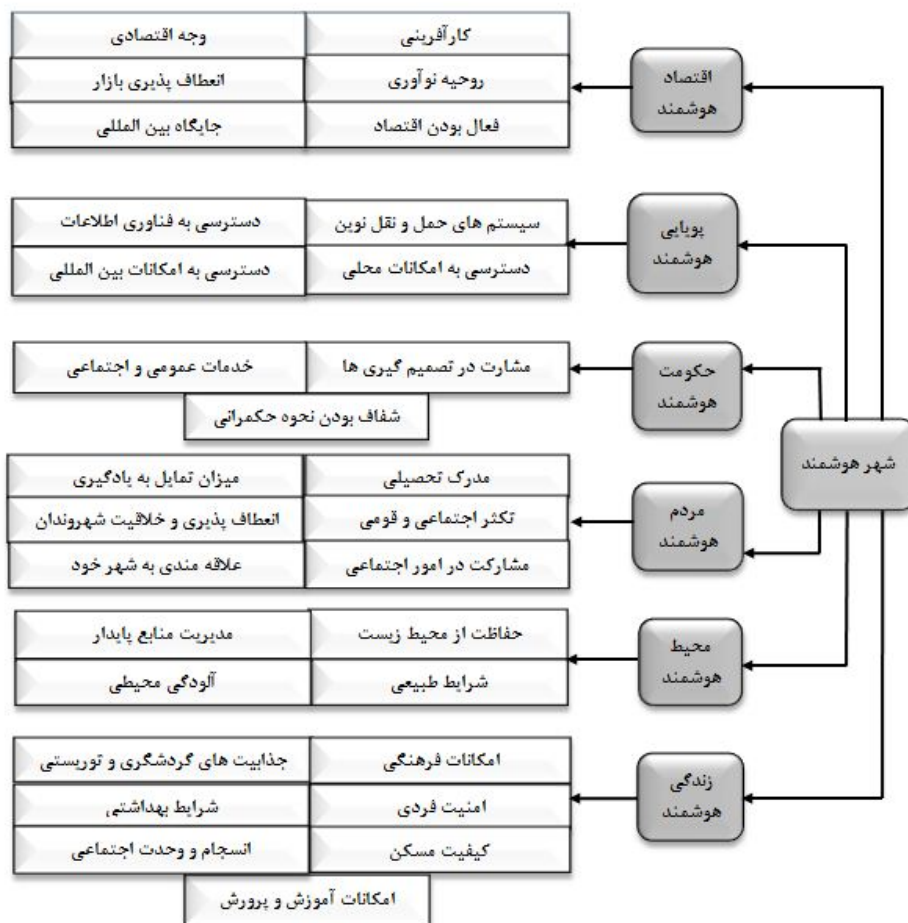 شهر هوشمند
اقتصاد
هوشمند
کارآفرینی
وجه اقتصادی
روحیه نوآوری
انعطاف پذیری بازار
فعال بودن اقتصاد
جایگاه بین المللی
پویایی
هوشمند
سیستم های حمل و نقل نوین
دسترسی به فناوری اطلاعات
دسترسی به امکانات محلی
دسترسی به امکانات بین المللی
حکومت
هوشمند
مشارت در تصمیم گیری ها
خدمات عمومی و اجتماعی
شفاف بودن نحوه حکمرانی
مردم
هوشمند
مدرک تحصیلی
میزان تمایل به یادگیری
تکثر اجتماعی و قومی
انعطاف پذیری و خلاقیت شهروندان
مشارکت در امور اجتماعی
علاقه مندی به شهر خود
محیط
هوشمند
حفاظت از محیط زیست
مدیریت منابع پایدار
شرایط طبیعی
آلودگی محیطی
زندگی
هوشمند
امکانات فرهنگی
جذابیت های گردشگری و توریستی
امنیت فردی
شرایط بهداشتی
کیفیت مسکن
انسجام و وحدت اجتماعی
امکانات آموزش و پرورش